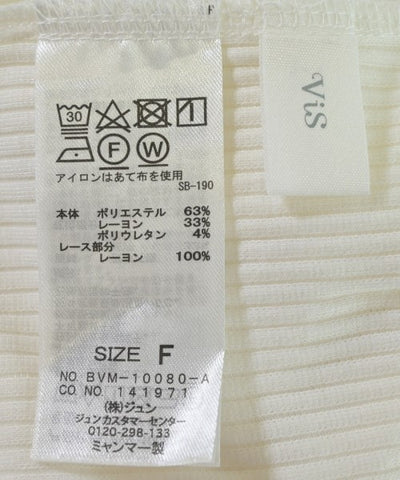 F
ViS
30
F W
アイロンはあて布を使用
SB-190
本体 ポリエステル 63%
レーヨン 33%
ポリウレタン 4%
レース部分
レーヨン 100%
SIZE F
NO. BVM-10080-A
CO. NO. 141971
(株)ジュン
ジュンカスタマーセンター
0120-298-133
ミャンマー製